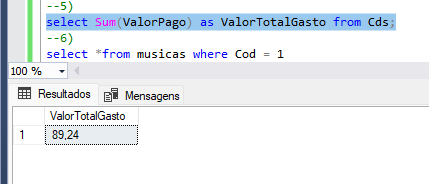 --5)
select Sum(ValorPago) as ValorTotalGasto from Cds;
--6)
select *from musicas where Cod = 1
100 %
Resultados Mensagens
ValorTotalGasto
1 89,24